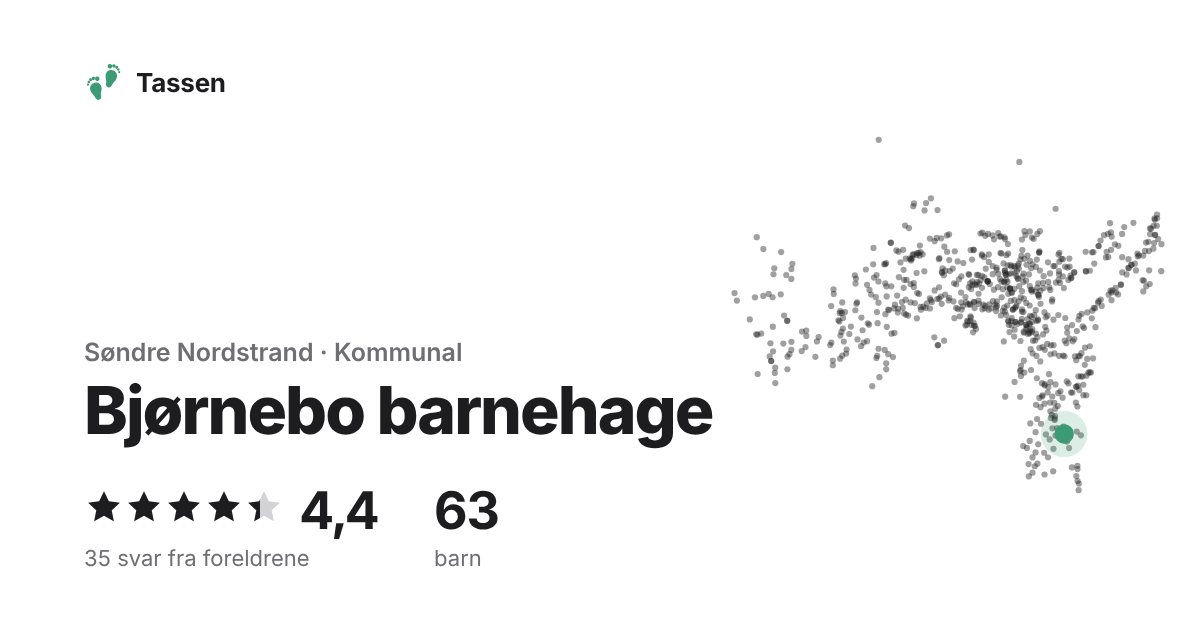 Tassen
Søndre Nordstrand · Kommunal
Bjørnebo barnehage
4,4
63
35 svar fra foreldrene
barn